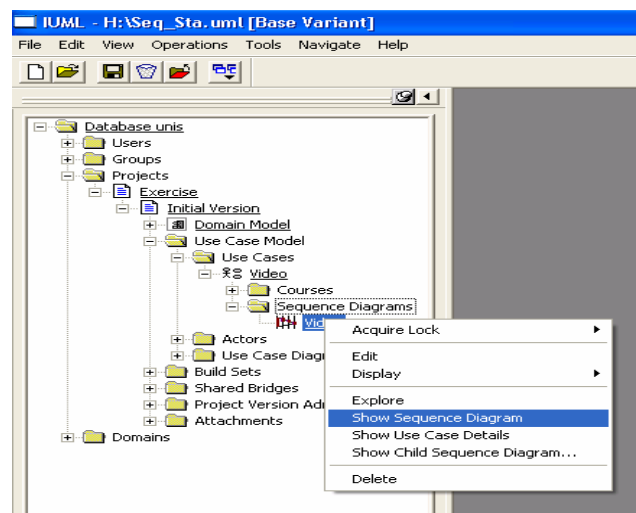 IUML - H:\Seq_Sta.uml [Base Variant]
File Edit View Operations Tools Navigate Help
Database unis
Users
Groups
Projects
Exercise
Initial Version
Domain Model
Use Case Model
Use Cases
Video
Courses
Sequence Diagrams
Actors
Use Case Diagr
Build Sets
Shared Bridges
Project Version Adr
Attachments
Domains
Acquire Lock
Edit
Display
Explore
Show Sequence Diagram
Show Use Case Details
Show Child Sequence Diagram...
Delete